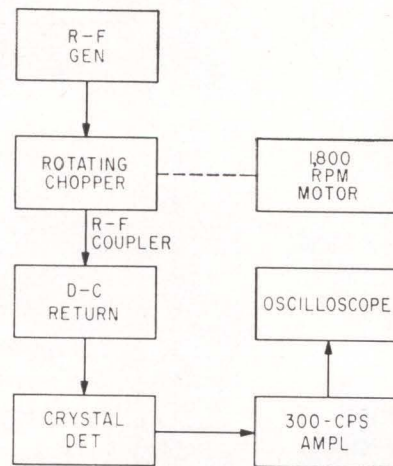 R-F
GEN
ROTATING
CHOPPER
1,800
RPM
MOTOR
R-F
COUPLER
D-C
RETURN
OSCILLOSCOPE
CRYSTAL
DET
300-CPS
AMPL